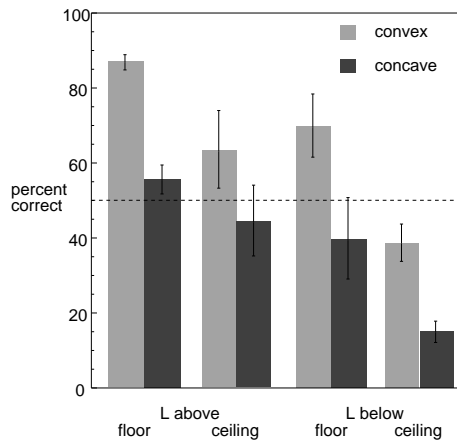 100
80
60
40
20
0
percent
correct
convex
concave
L above
L below
floor
ceiling
floor
ceiling